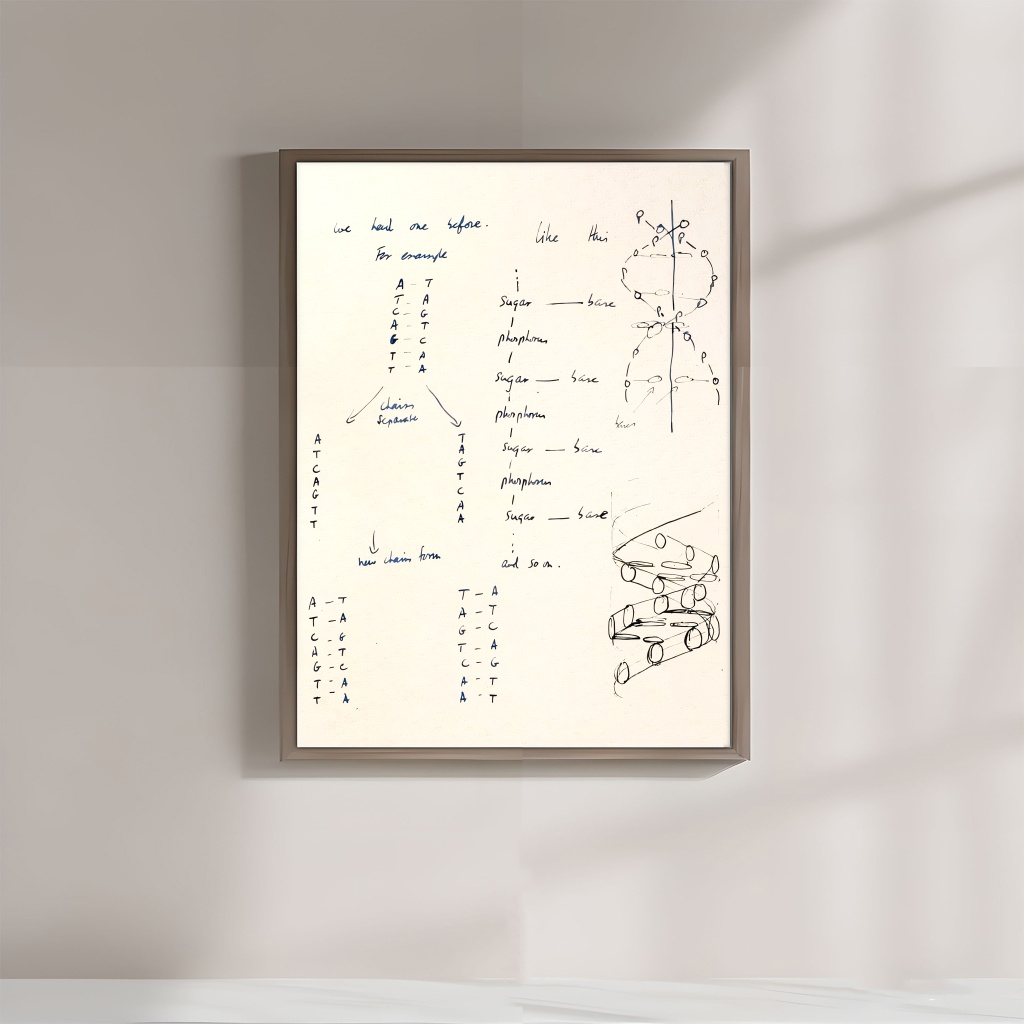 we had one before.
For example
A - T
T - A
C - G
A - T
G - C
T - A
T - A
chains
separate
A
T
C
A
G
T
T
T
A
G
T
C
A
A
new chains form
A - T
T - A
C - G
A - T
G - C
T - A
T - A
T - A
A - T
G - C
T - A
C - G
A - T
A - T
like this
sugar — base
phosphorus
sugar — base
phosphorus
sugar — base
phosphorus
sugar — base
and so on.
P
P
P
P
P
P
P
P
P
bases